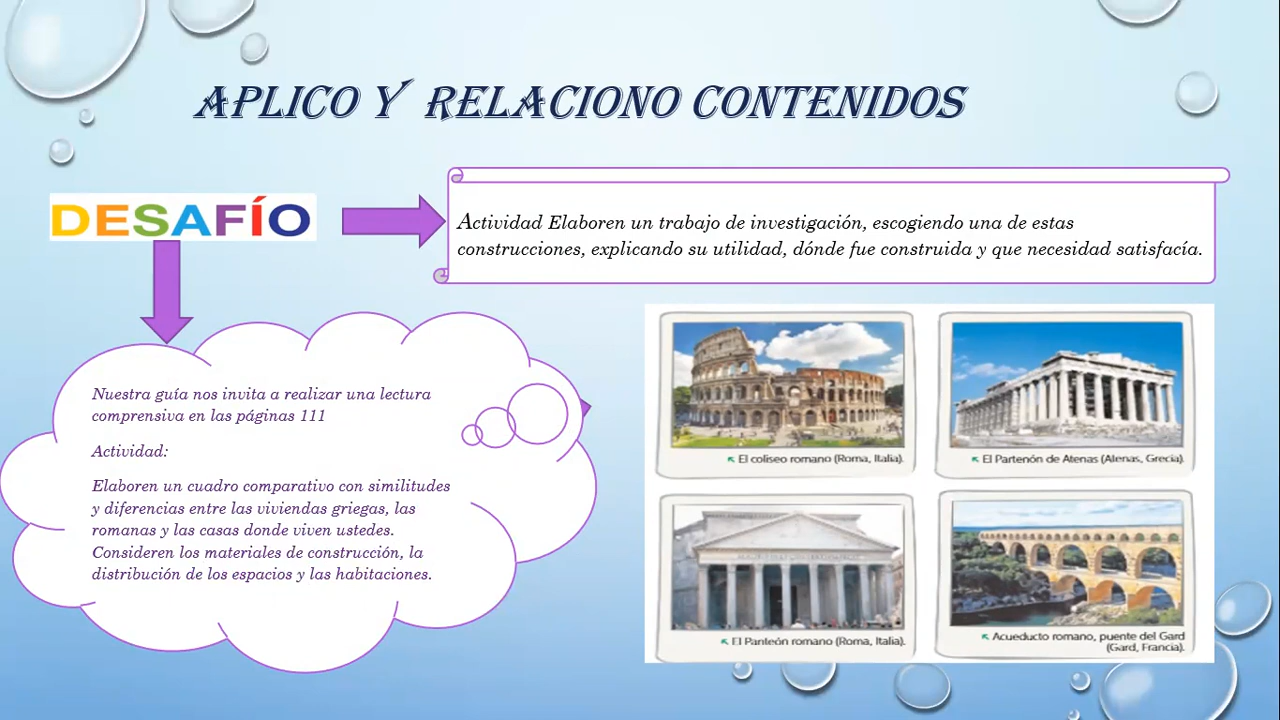 APLICO Y RELACIONO CONTENIDOS
DESAFÍO
Actividad Elaboren un trabajo de investigación, escogiendo una de estas
construcciones, explicando su utilidad, dónde fue construida y que necesidad satisfacía.
Nuestra guía nos invita a realizar una lectura
comprensiva en las páginas 111
Actividad:
Elaboren un cuadro comparativo con similitudes
y diferencias entre las viviendas griegas, las
romanas y las casas donde viven ustedes.
Consideren los materiales de construcción, la
distribución de los espacios y las habitaciones.
El coliseo romano (Roma, Italia).
El Partenón de Atenas (Atenas, Grecia).
El Panteón romano (Roma, Italia).
Acueducto romano, puente del Gard
(Gard, Francia).